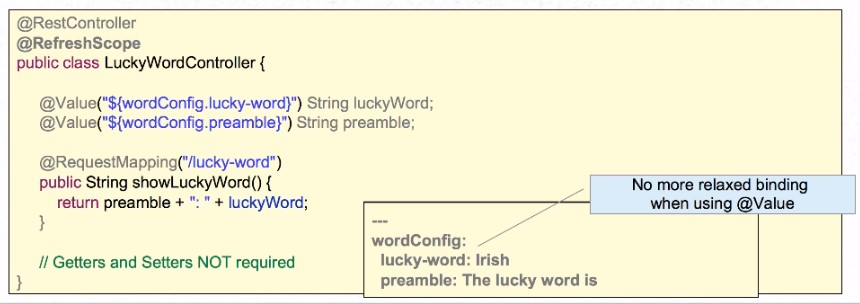 @RestController
@RefreshScope
public class LuckyWordController {
@Value("${wordConfig.lucky-word}") String luckyWord;
@Value("${wordConfig.preamble}") String preamble;
@RequestMapping("/lucky-word")
public String showLuckyWord() {
return preamble + ": " + luckyWord;
}
// Getters and Setters NOT required
}
No more relaxed binding
when using @Value
---
wordConfig:
lucky-word: Irish
preamble: The lucky word is